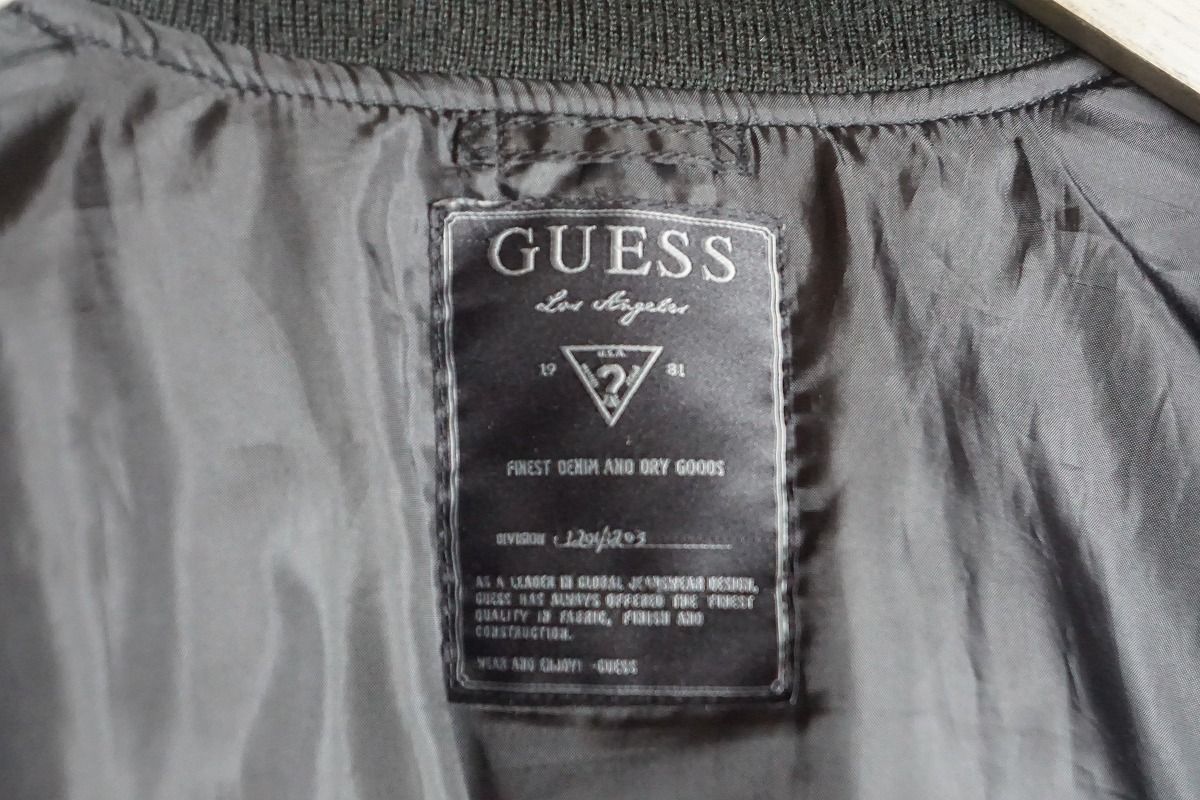 GUESS
Los Angeles
U.S.A.
19 ? 81
FINEST DENIM AND DRY GOODS
DIVISION
AS A LEADER IN GLOBAL JEANSWEAR DESIGN,
GUESS HAS ALWAYS OFFERED THE FINEST
QUALITY IN FABRIC, FINISH AND
CONSTRUCTION.
WEAR AND ENJOY! -GUESS